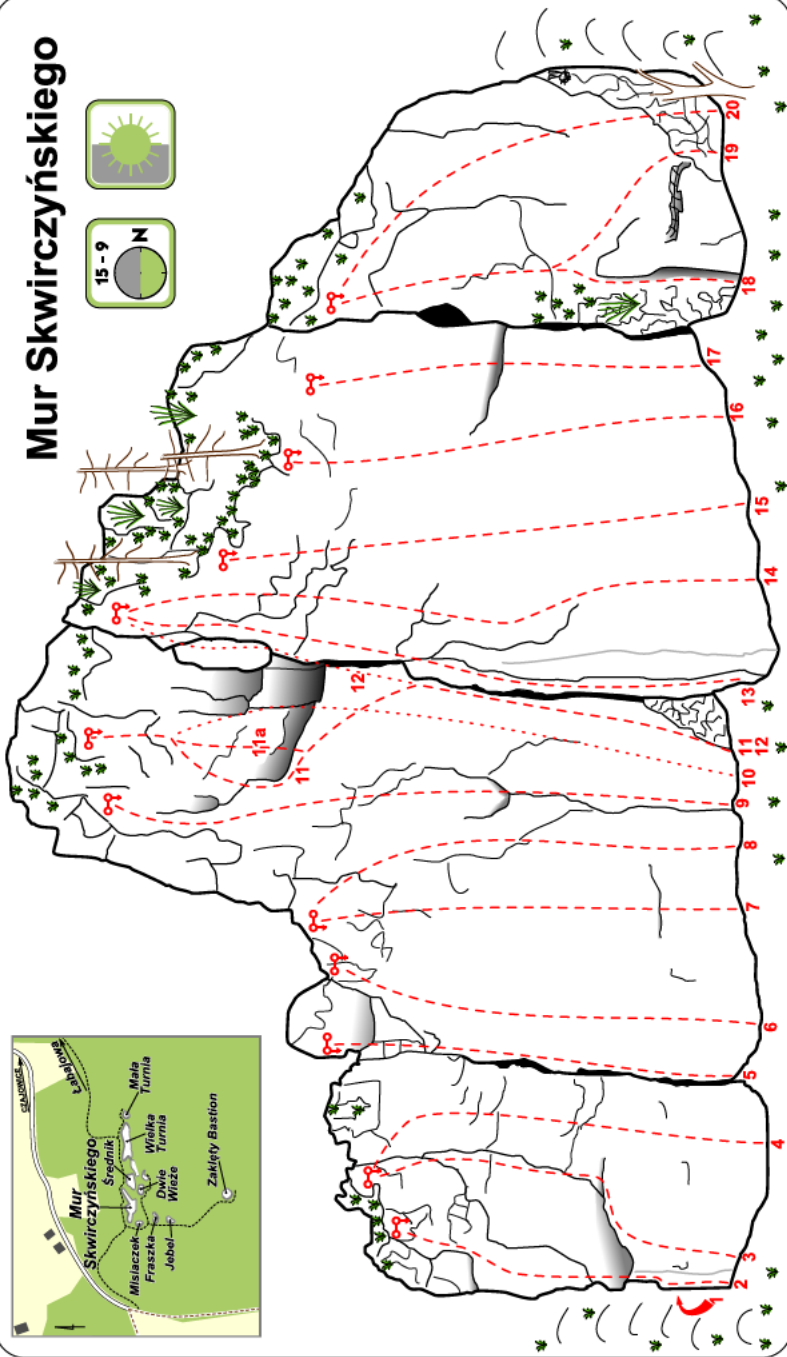 Mur Skwirczyńskiego
15 - 9
N
CZAJOWICE
Łabajowa
Mur
Skwirczyńskiego
Średnik
Mała
Turnia
Wielka
Turnia
Misiaczek
Fraszka
Jebel
Dwie
Wieże
Zaklęty Bastion
11a
11
12
1
2
3
4
5
6
7
8
9
10
11
12
13
14
15
16
17
18
19
20